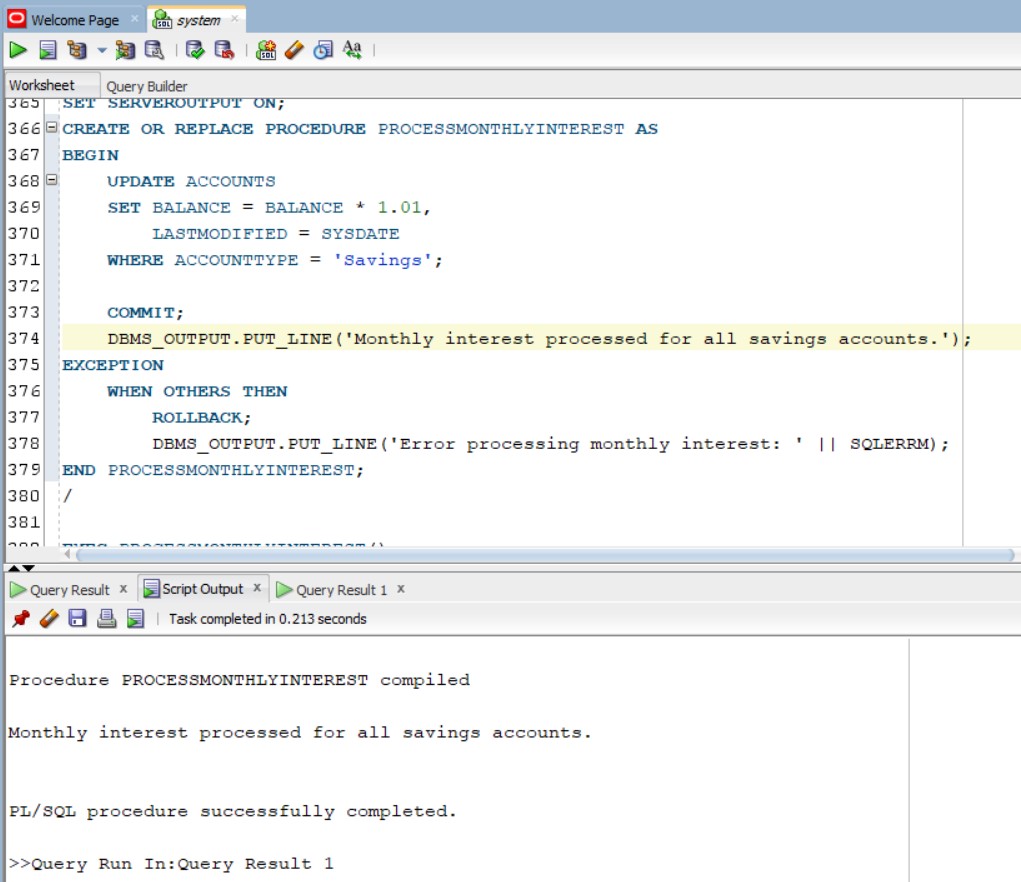 Welcome Page × system ×
Worksheet Query Builder
365 SET SERVEROUTPUT ON;
366 CREATE OR REPLACE PROCEDURE PROCESSMONTHLYINTEREST AS
367 BEGIN
368 UPDATE ACCOUNTS
369 SET BALANCE = BALANCE * 1.01,
370 LASTMODIFIED = SYSDATE
371 WHERE ACCOUNTTYPE = 'Savings';
372
373 COMMIT;
374 DBMS_OUTPUT.PUT_LINE('Monthly interest processed for all savings accounts.');
375 EXCEPTION
376 WHEN OTHERS THEN
377 ROLLBACK;
378 DBMS_OUTPUT.PUT_LINE('Error processing monthly interest: ' || SQLERRM);
379 END PROCESSMONTHLYINTEREST;
380 /
381
EXEC PROCESSMONTHLYINTEREST()
Query Result × Script Output × Query Result 1 ×
Task completed in 0.213 seconds
Procedure PROCESSMONTHLYINTEREST compiled
Monthly interest processed for all savings accounts.
PL/SQL procedure successfully completed.
>>Query Run In:Query Result 1